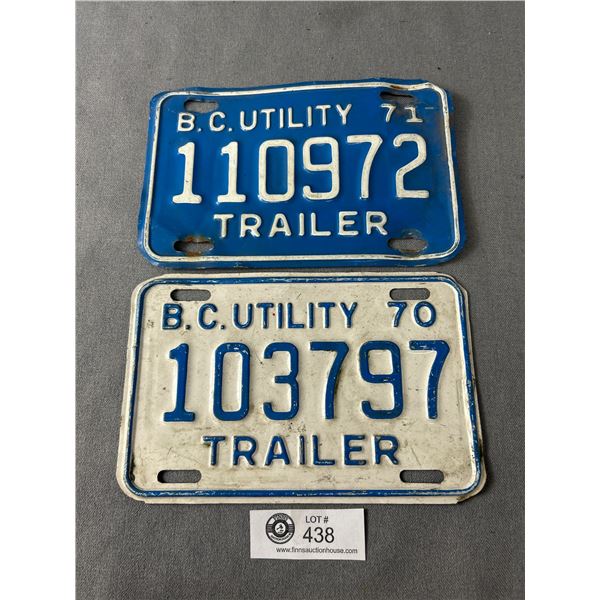 B.C. UTILITY 71
110972
TRAILER
B.C. UTILITY 70
103797
TRAILER
LOT #
438
www.finnsauctionhouse.com